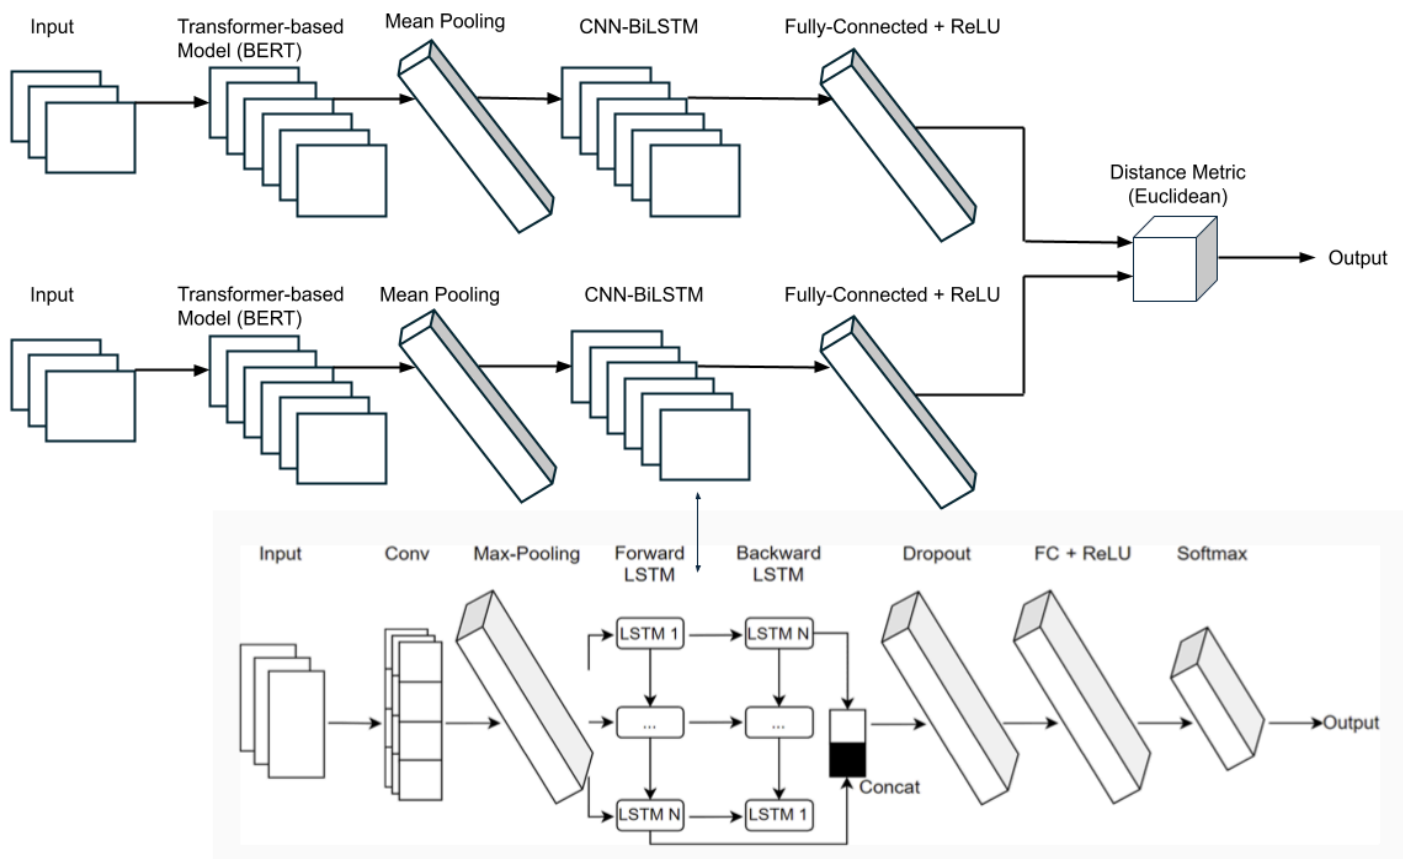 Input
Transformer-based
Model (BERT)
Mean Pooling
CNN-BiLSTM
Fully-Connected + ReLU
Distance Metric
(Euclidean)
Output
Input
Transformer-based
Model (BERT)
Mean Pooling
CNN-BiLSTM
Fully-Connected + ReLU
Input
Conv
Max-Pooling
Forward
LSTM
Backward
LSTM
Dropout
FC + ReLU
Softmax
LSTM 1
LSTM N
...
...
LSTM N
LSTM 1
Concat
Output